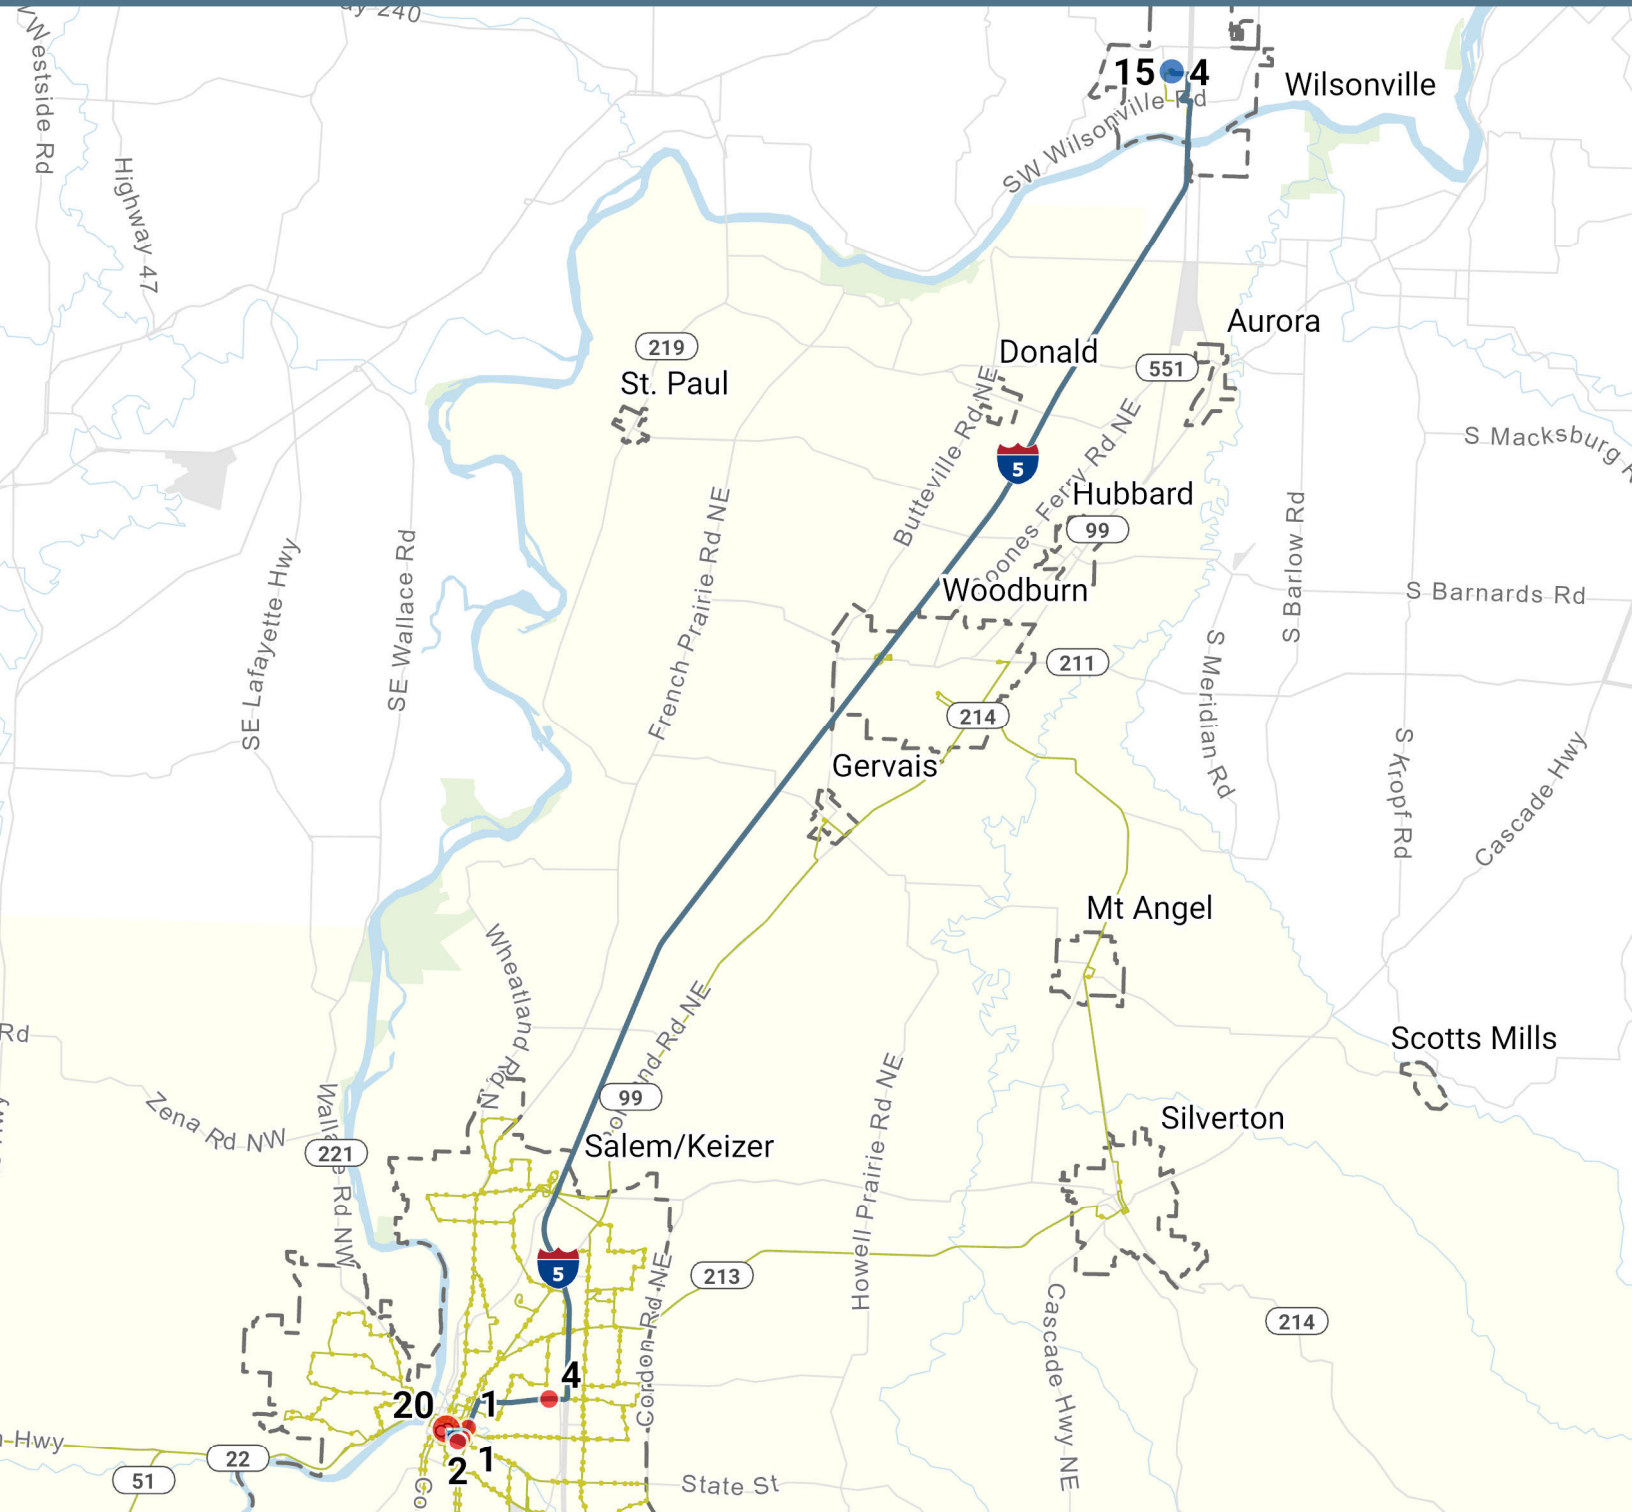 Westside Rd
240
Highway 47
15
4
Wilsonville
SW Wilsonville Rd
Aurora
Donald
551
219
St. Paul
Butteville Rd NE
5
S Macksburg
Hubbard
99
French Prairie Rd NE
S Barlow Rd
SE Lafayette Hwy
SE Wallace Rd
Ferry Rd NE
Woodburn
S Barnards Rd
211
S Meridian Rd
214
Gervais
S Kropf Rd
Cascade Hwy
Mt Angel
Wheatland Rd N
Rd
Scotts Mills
Rd NE
Zena Rd NW
99
Howell Prairie Rd NE
Silverton
221
Salem/Keizer
Wallace Rd NW
5
213
Cordon Rd NE
Cascade Hwy NE
214
4
20
1
Hwy
22
2
1
51
State St